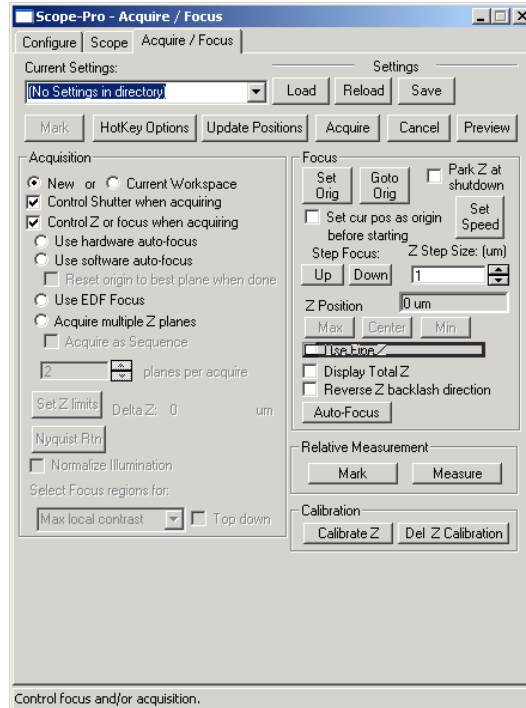 Scope-Pro - Acquire / Focus
Configure Scope Acquire / Focus
Current Settings:
Settings
(No Settings in directory)
Load Reload Save
Mark HotKey Options Update Positions Acquire Cancel Preview
Acquisition
New or Current Workspace
Control Shutter when acquiring
Control Z or focus when acquiring
Use hardware auto-focus
Use software auto-focus
Reset origin to best plane when done
Use EDF Focus
Acquire multiple Z planes
Acquire as Sequence
2 planes per acquire
Set Z limits Delta Z: 0 um
Nyquist Rtn
Normalize Illumination
Select Focus regions for:
Max local contrast Top down
Focus
Set
Orig
Goto
Orig
Park Z at
shutdown
Set cur pos as origin
before starting
Set
Speed
Step Focus: Z Step Size: (um)
Up Down 1
Z Position 0 um
Max Center Min
Use Fine Z
Display Total Z
Reverse Z backlash direction
Auto-Focus
Relative Measurement
Mark Measure
Calibration
Calibrate Z Del Z Calibration
Control focus and/or acquisition.